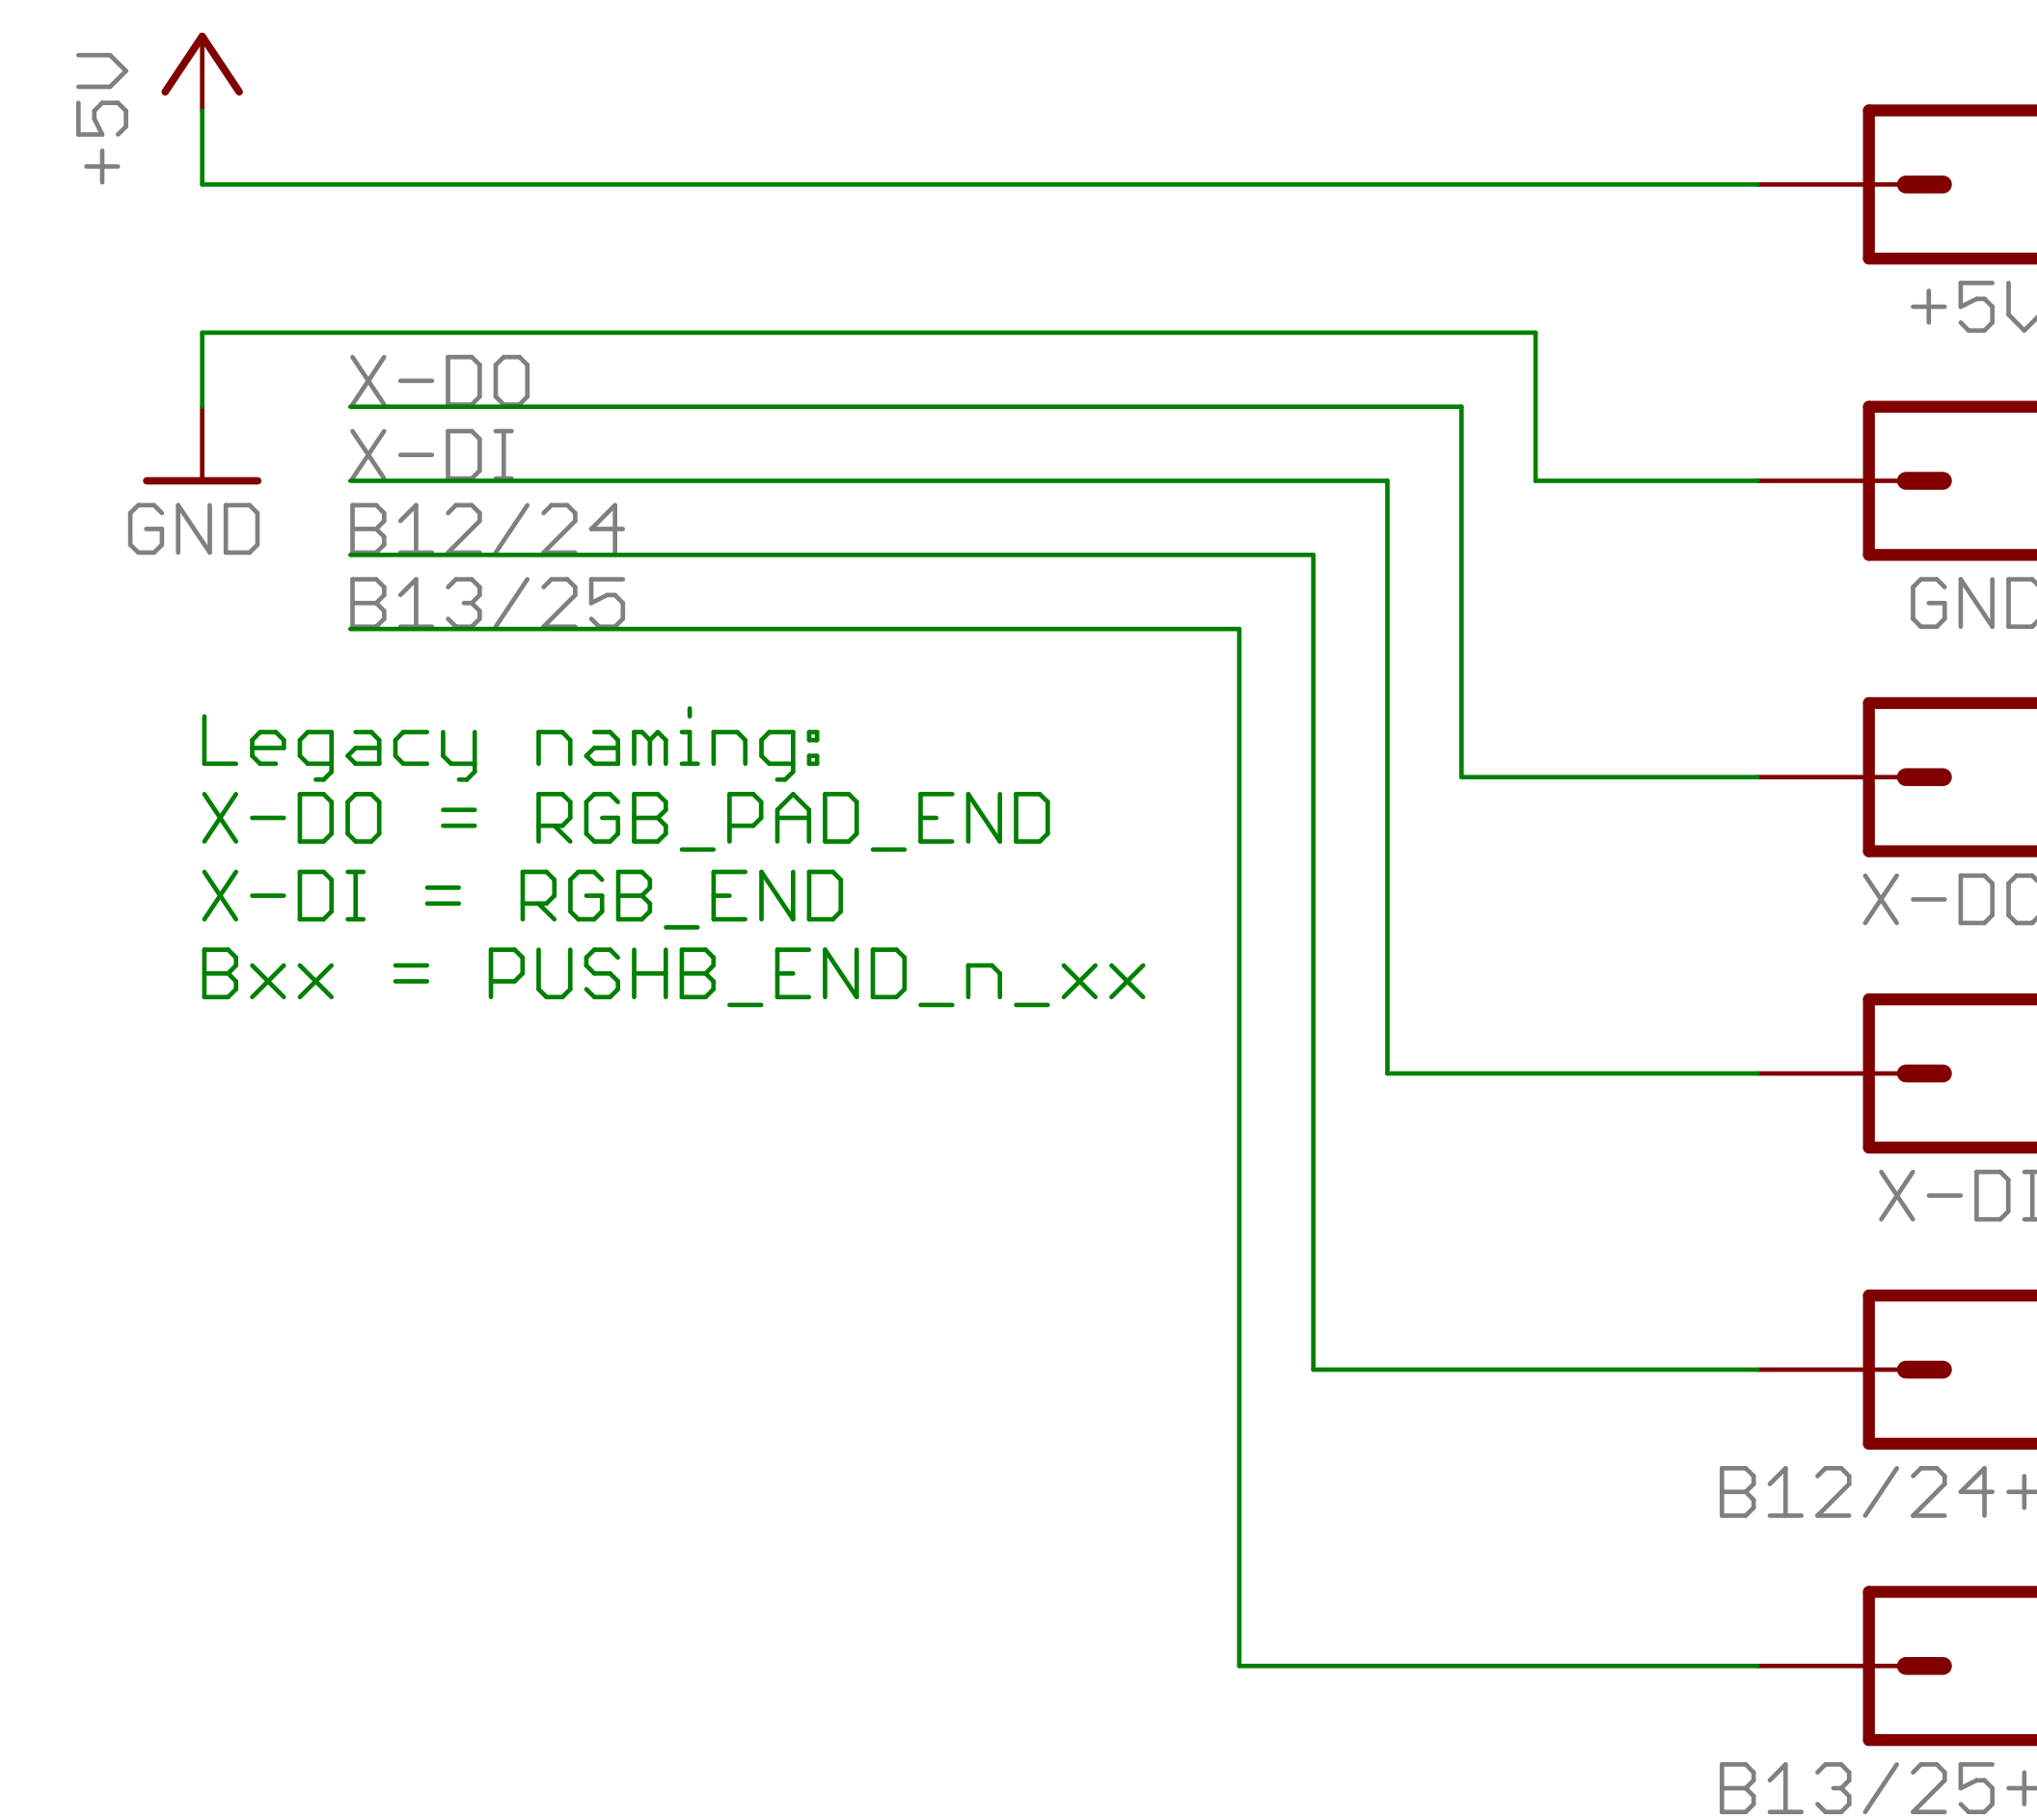 +5V
+5V
X-DO
X-DI
GND
B12/24
B13/25
GND
Legacy naming:
X-DO = RGB_PAD_END
X-DI = RGB_END
Bxx = PUSHB_END_n_xx
X-DO
X-DI
B12/24+
B13/25+